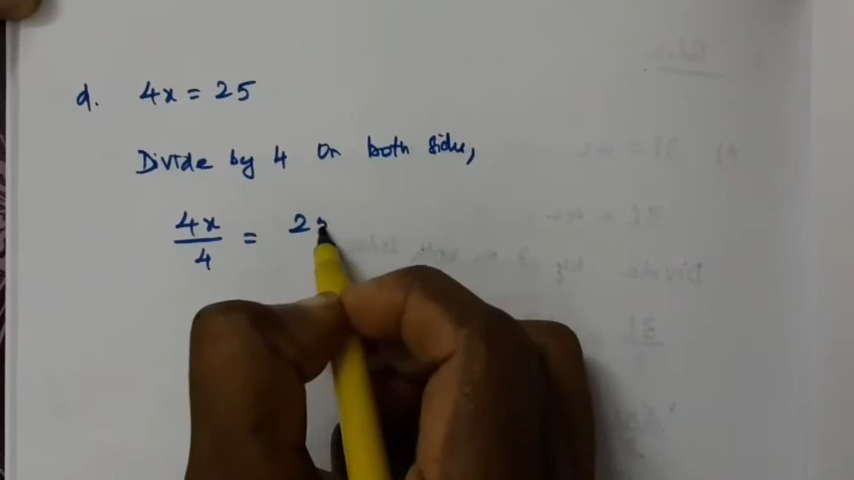 d. 4x = 25
Divide by 4 on both side,
4x/4 = 2